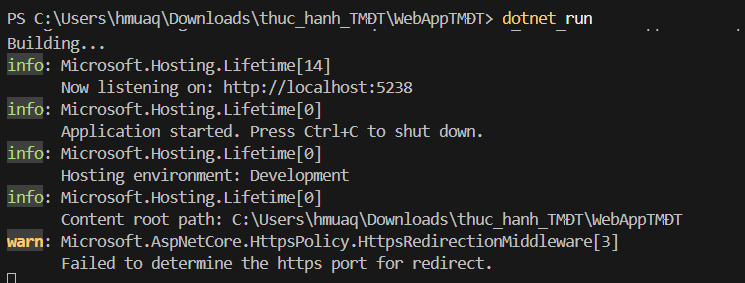 PS C:\Users\hmuaq\Downloads\thuc_hanh_TMĐT\WebAppTMĐT> dotnet run
Building...
info: Microsoft.Hosting.Lifetime[14]
Now listening on: http://localhost:5238
info: Microsoft.Hosting.Lifetime[0]
Application started. Press Ctrl+C to shut down.
info: Microsoft.Hosting.Lifetime[0]
Hosting environment: Development
info: Microsoft.Hosting.Lifetime[0]
Content root path: C:\Users\hmuaq\Downloads\thuc_hanh_TMĐT\WebAppTMĐT
warn: Microsoft.AspNetCore.HttpsPolicy.HttpsRedirectionMiddleware[3]
Failed to determine the https port for redirect.